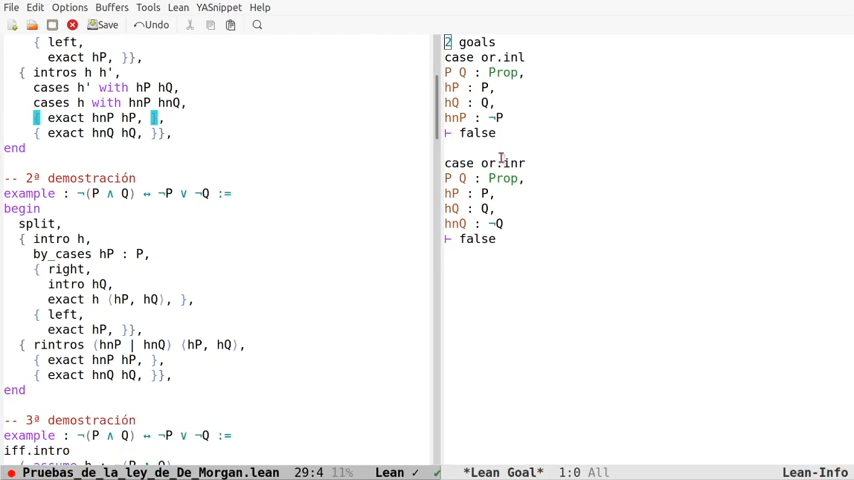 File Edit Options Buffers Tools Lean YASnippet Help
Save Undo
{ left,
exact hP, }},
{ intros h h',
cases h' with hP hQ,
cases h with hnP hnQ,
{ exact hnP hP, },
{ exact hnQ hQ, }},
end
-- 2ª demostración
example : ¬(P ∧ Q) ↔ ¬P ∨ ¬Q :=
begin
split,
{ intro h,
by_cases hP : P,
{ right,
intro hQ,
exact h ⟨hP, hQ⟩, },
{ left,
exact hP, }},
{ rintros (hnP | hnQ) ⟨hP, hQ⟩,
{ exact hnP hP, },
{ exact hnQ hQ, }},
end
-- 3ª demostración
example : ¬(P ∧ Q) ↔ ¬P ∨ ¬Q :=
iff.intro
( assume h : ¬(P ∧ Q),
Pruebas_de_la_ley_de_De_Morgan.lean 29:4 11% Lean ✓ ✓
2 goals
case or.inl
P Q : Prop,
hP : P,
hQ : Q,
hnP : ¬P
⊢ false
case or.inr
P Q : Prop,
hP : P,
hQ : Q,
hnQ : ¬Q
⊢ false
*Lean Goal* 1:0 All Lean-Info